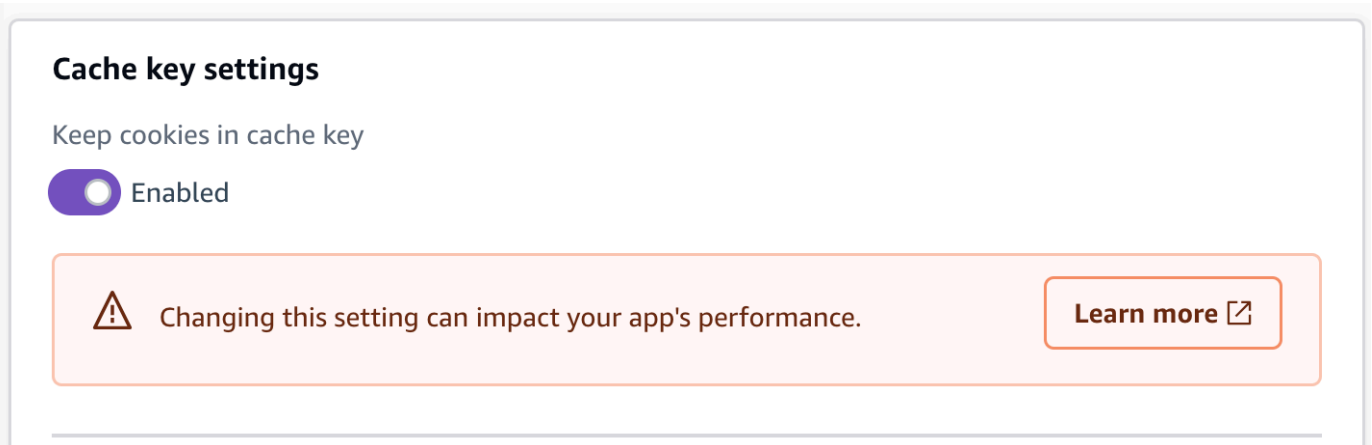 Cache key settings
Keep cookies in cache key
Enabled
Changing this setting can impact your app's performance.
Learn more